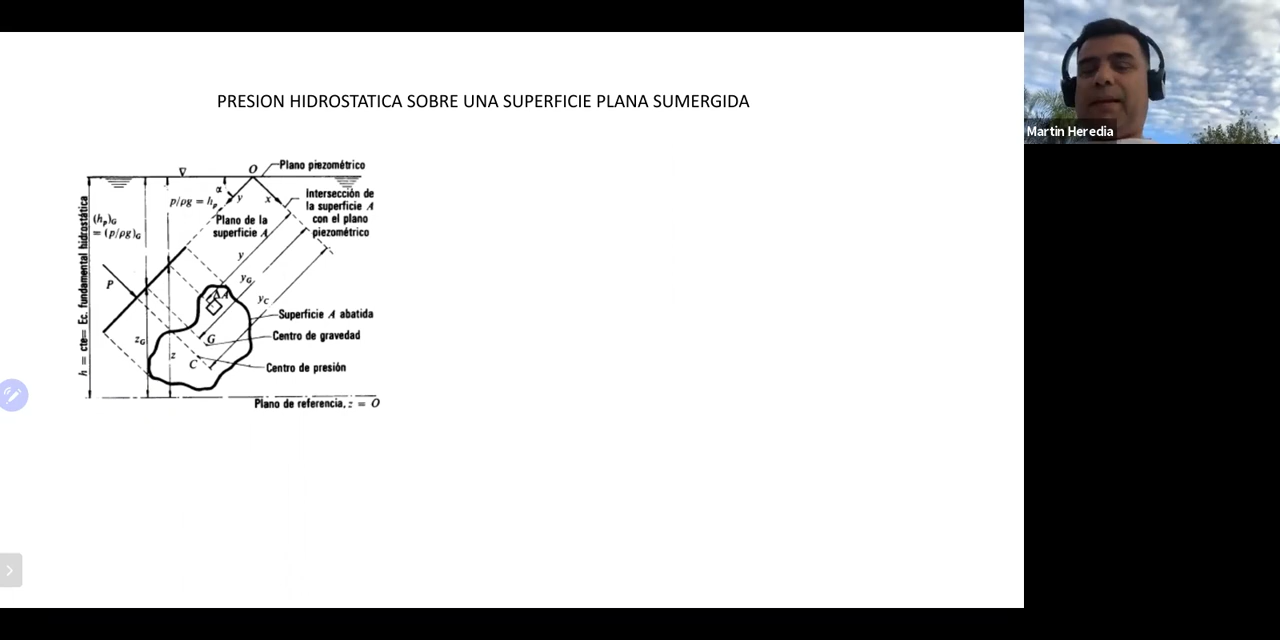 PRESION HIDROSTATICA SOBRE UNA SUPERFICIE PLANA SUMERGIDA
Martin Heredia
O
Plano piezométrico
α
y
x
p/ρg = hₚ
Intersección de
la superficie A
con el plano
piezométrico
(hₚ)G
= (p/ρg)G
Plano de la
superficie A
h = cte= Ec. fundamental hidrostática
y
yG
yC
P
ΔA
Superficie A abatida
zG
G
Centro de gravedad
z
C
Centro de presión
Plano de referencia, z = O